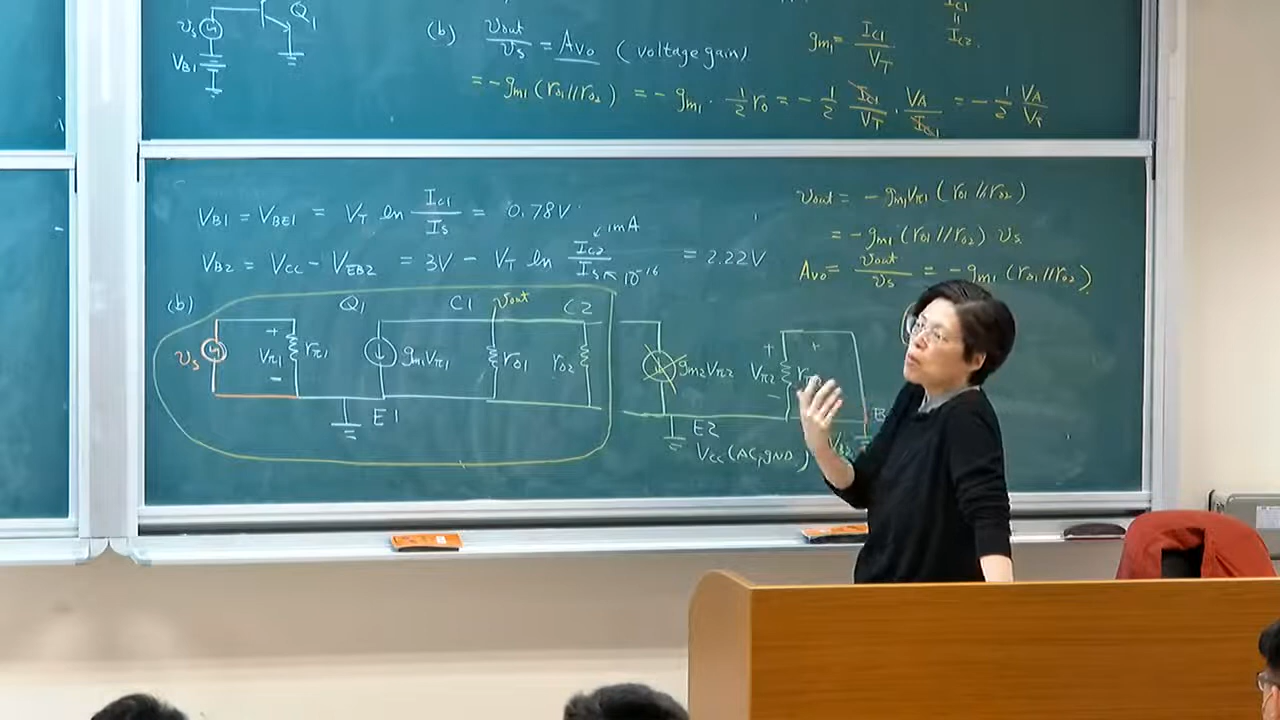 Q1
vs
VB1
(b) vout/vs = Avo (voltage gain)
= -gm1 (ro1//ro2) = -gm1 · 1/2 ro = -1/2 IC1/VT · VA/IC1 = -1/2 VA/VT
gm1 = IC1/VT
IC1
=
IC2
VB1 = VBE1 = VT ln IC1/IS = 0.78V
VB2 = VCC - VEB2 = 3V - VT ln IC2/IS = 2.22V
1mA
10^-16
vout = -gm1Vπ1 (ro1//ro2)
= -gm1 (ro1//ro2) vs
Avo = vout/vs = -gm1 (ro1//ro2)
(b) Q1 C1 vout C2
vs + Vπ1 - rπ1 gm1Vπ1 ro1 ro2 gm2Vπ2 + Vπ2 - +
E1 E2
VCC (AC, GND.) VB2